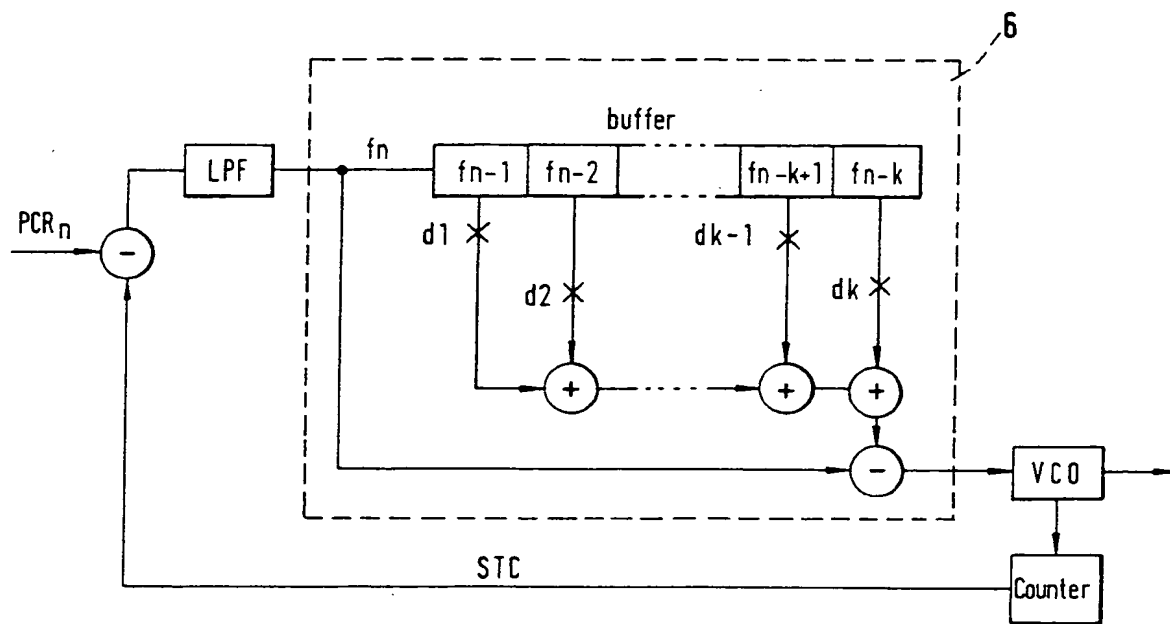 6
buffer
LPF
fn
fn-1 fn-2 fn-k+1 fn-k
PCRn
-
d1
dk-1
d2
dk
+ + +
-
VCO
STC
Counter